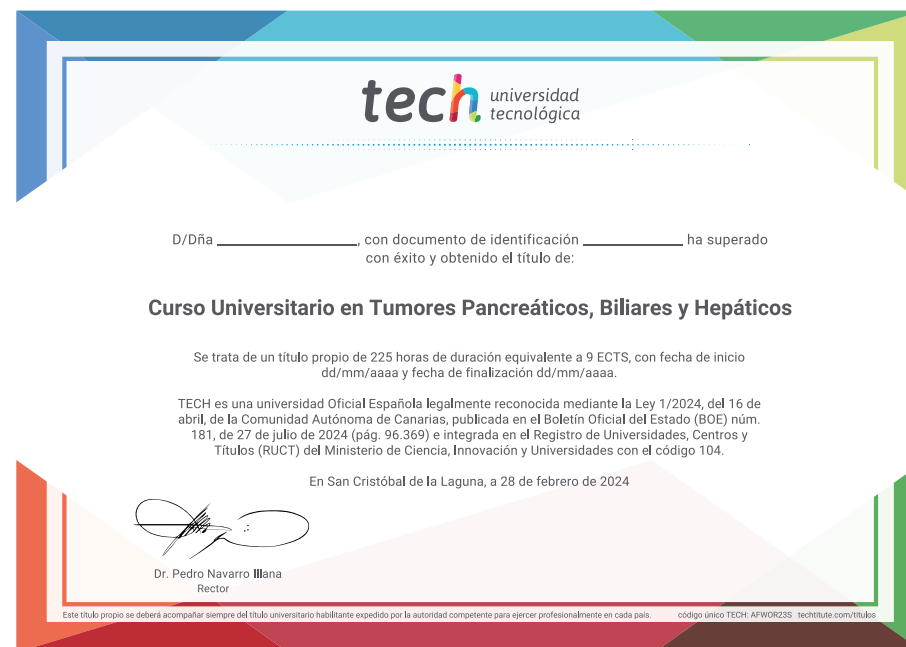 tech universidad
tecnológica
D/Dña ____________________, con documento de identificación ______________ ha superado
con éxito y obtenido el título de:
Curso Universitario en Tumores Pancreáticos, Biliares y Hepáticos
Se trata de un título propio de 225 horas de duración equivalente a 9 ECTS, con fecha de inicio
dd/mm/aaaa y fecha de finalización dd/mm/aaaa.
TECH es una universidad Oficial Española legalmente reconocida mediante la Ley 1/2024, del 16 de
abril, de la Comunidad Autónoma de Canarias, publicada en el Boletín Oficial del Estado (BOE) núm.
181, de 27 de julio de 2024 (pág. 96.369) e integrada en el Registro de Universidades, Centros y
Títulos (RUCT) del Ministerio de Ciencia, Innovación y Universidades con el código 104.
En San Cristóbal de la Laguna, a 28 de febrero de 2024
Dr. Pedro Navarro Illana
Rector
Este título propio se deberá acompañar siempre del título universitario habilitante expedido por la autoridad competente para ejercer profesionalmente en cada país. código único TECH: AFWOR23S techtitute.com/titulos